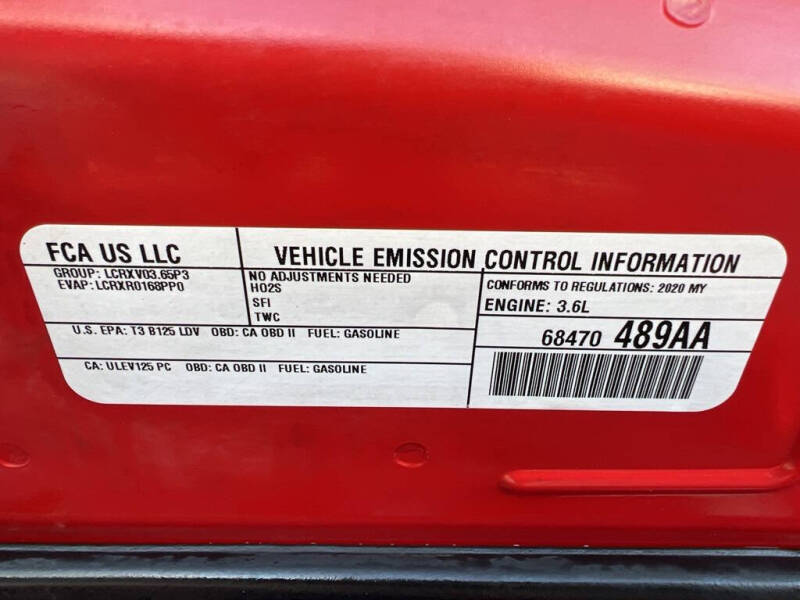 FCA US LLC
VEHICLE EMISSION CONTROL INFORMATION
GROUP: LCRXV03.65P3
EVAP: LCRXR0168PP0
NO ADJUSTMENTS NEEDED
HO2S
SFI
TWC
CONFORMS TO REGULATIONS: 2020 MY
ENGINE: 3.6L
U.S. EPA: T3 B125 LDV OBD: CA OBD II FUEL: GASOLINE
68470 489AA
CA: ULEV125 PC OBD: CA OBD II FUEL: GASOLINE